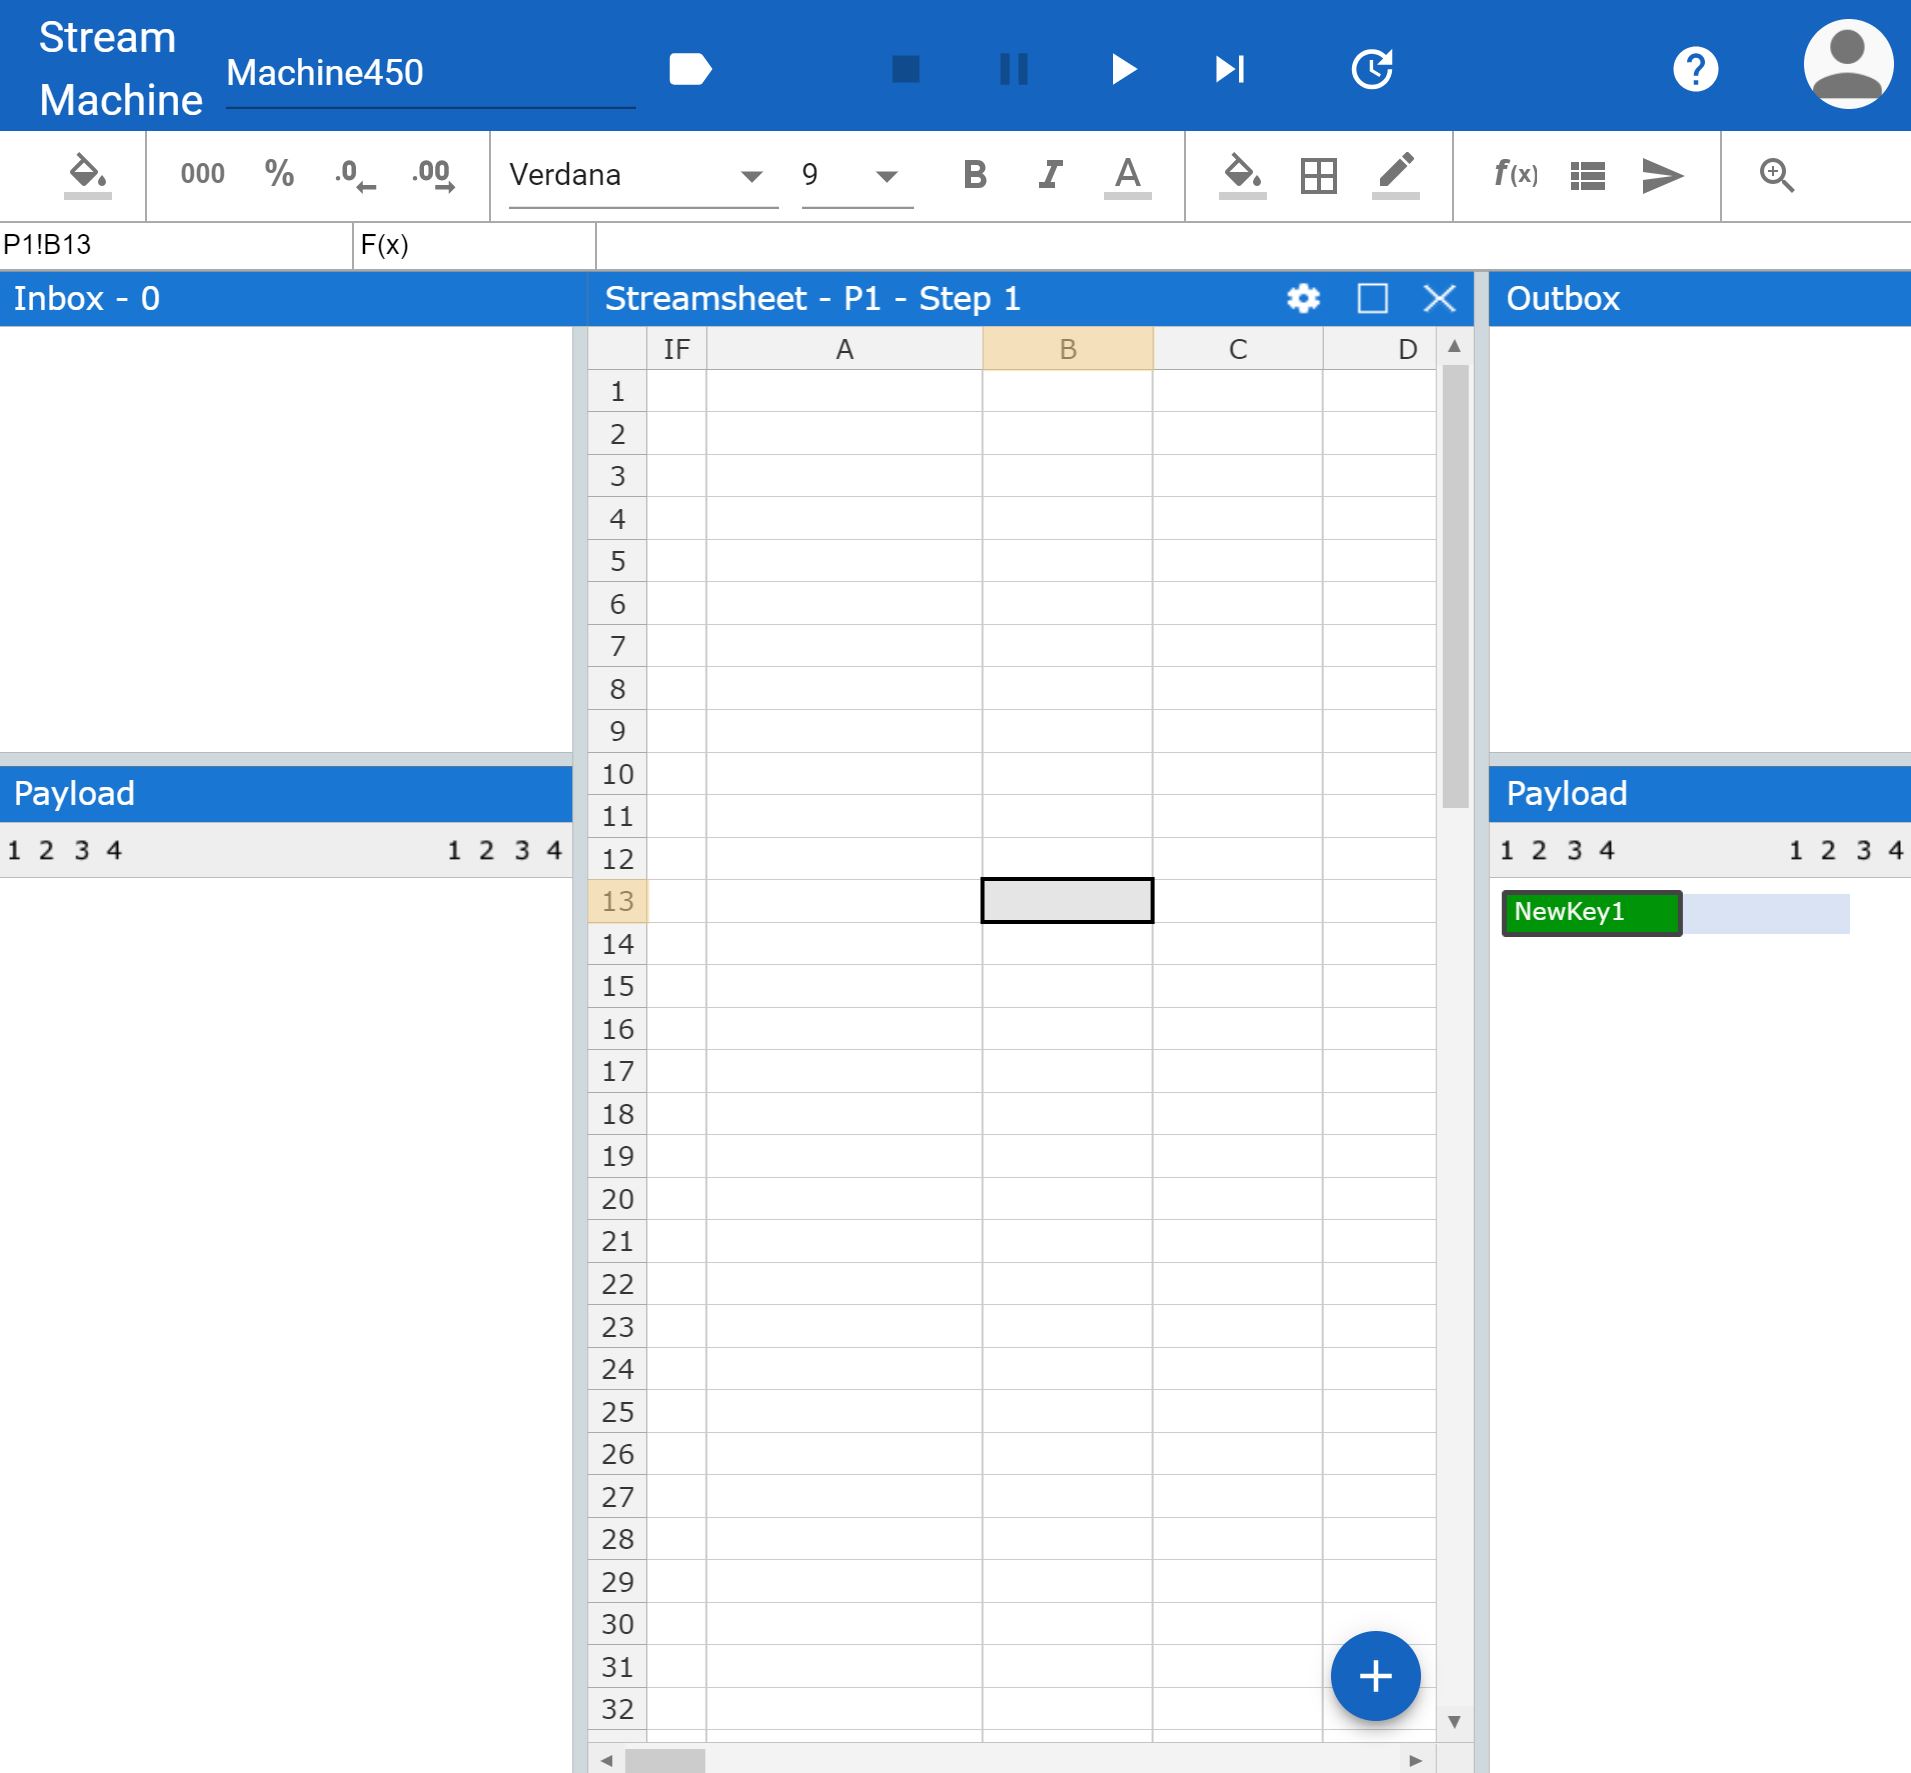 Stream
Machine
Machine450
000 % .0 .00 Verdana 9 B I A f(x)
P1!B13 F(x)
Inbox - 0
Streamsheet - P1 - Step 1
Outbox
IF A B C D
1
2
3
4
5
6
7
8
9
10
11
12
13
14
15
16
17
18
19
20
21
22
23
24
25
26
27
28
29
30
31
32
Payload
1 2 3 4 1 2 3 4
Payload
1 2 3 4 1 2 3 4
NewKey1